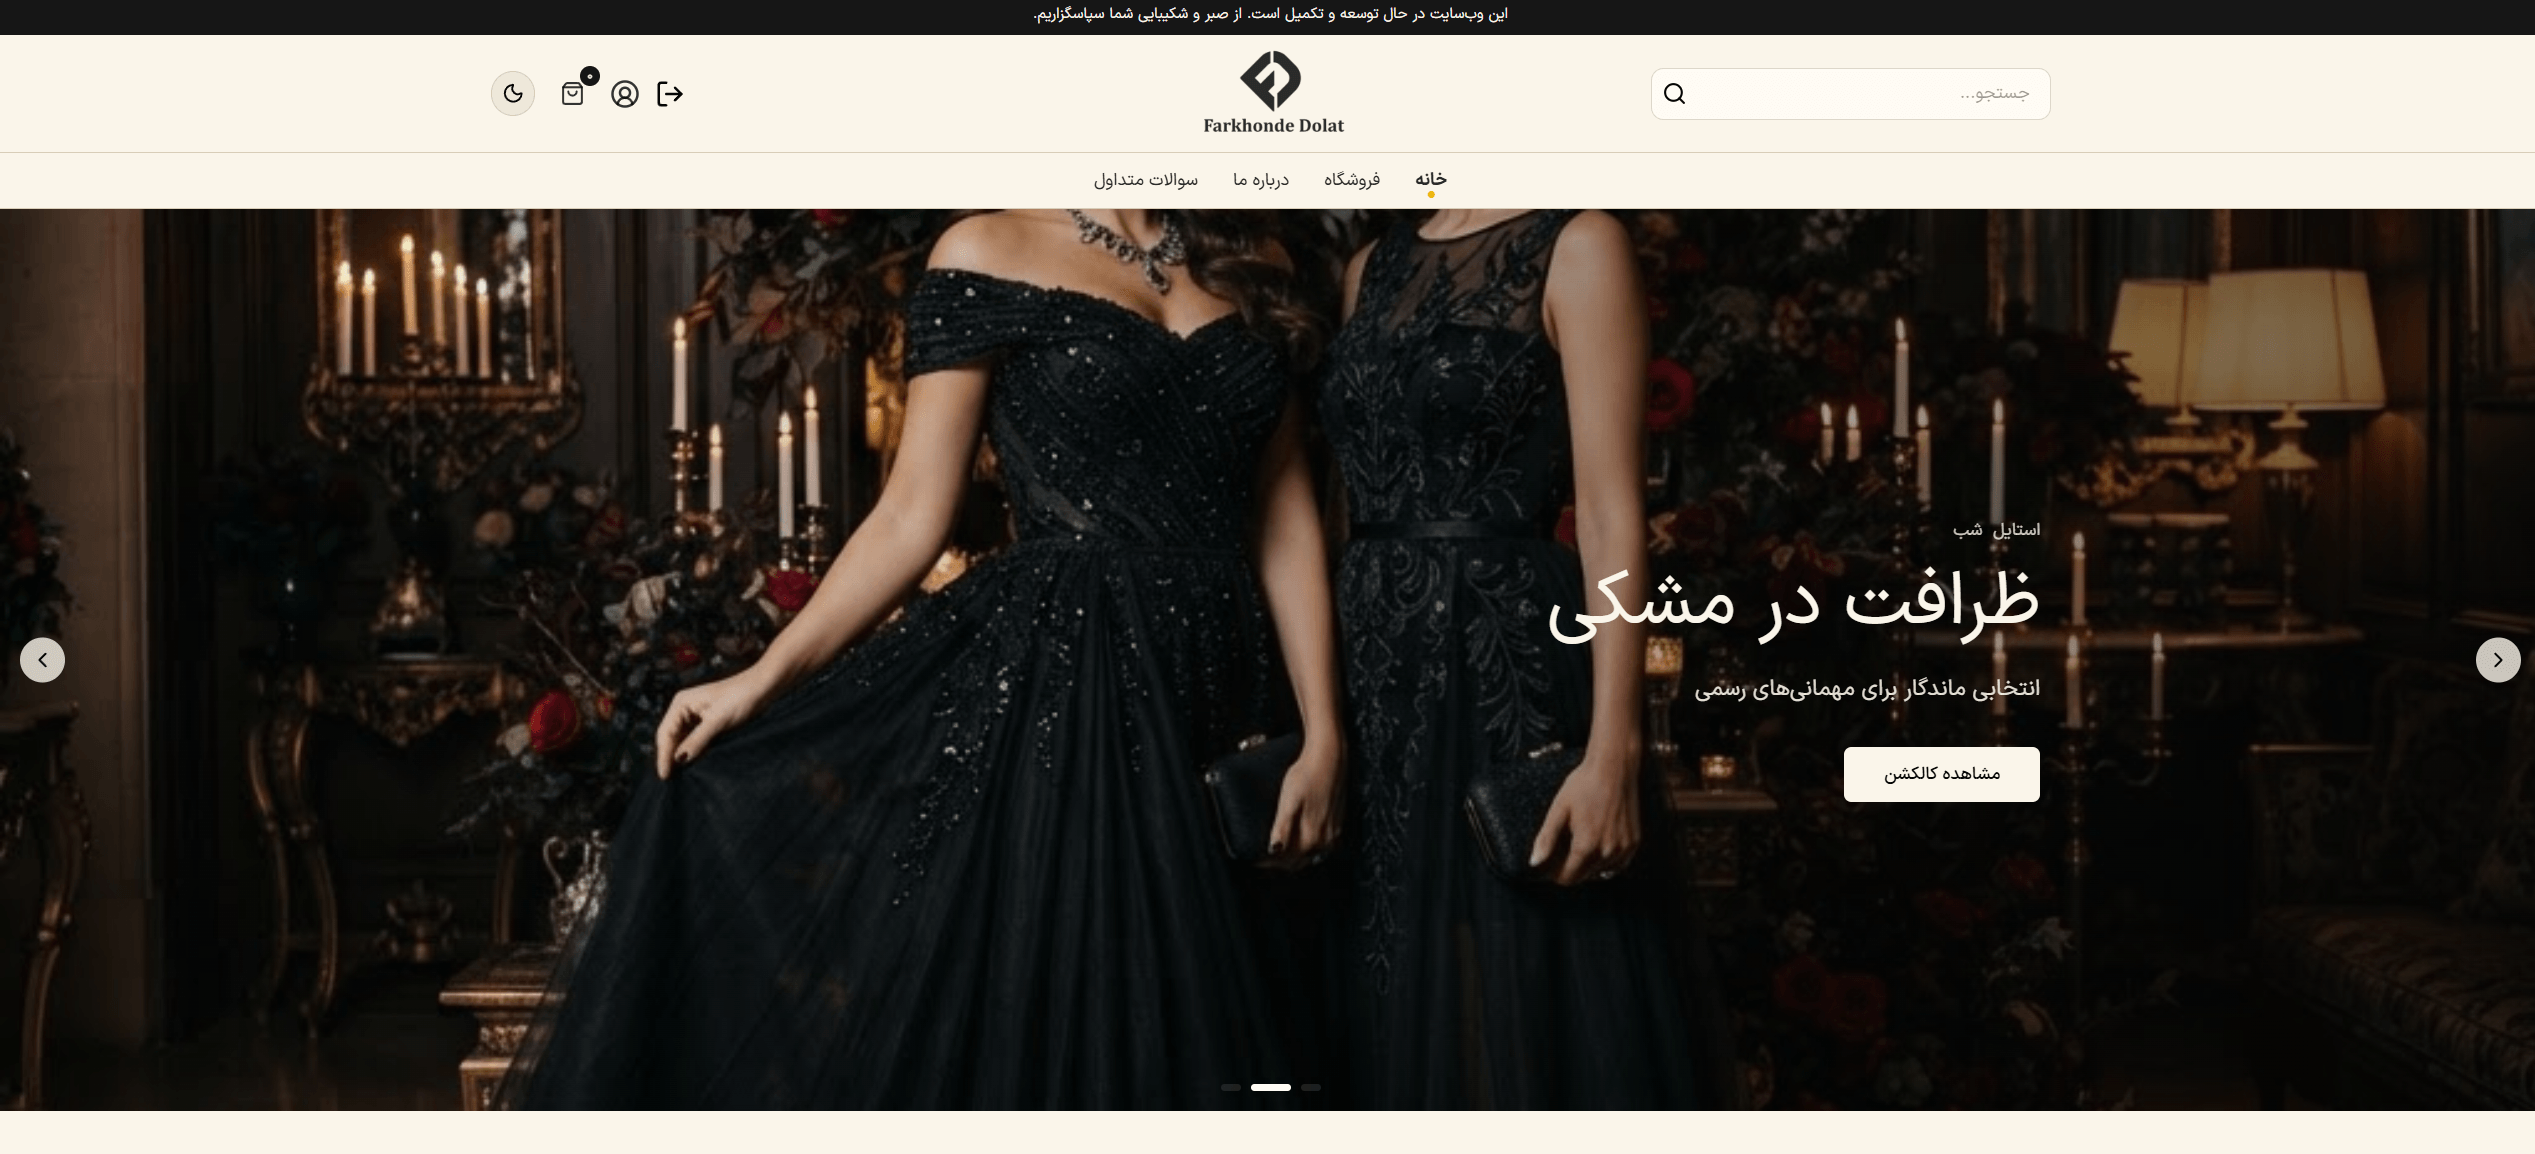 این وب‌سایت در حال توسعه و تکمیل است. از صبر و شکیبایی شما سپاسگزاریم.
جستجو...
Farkhonde Dolat
۰
خانه
فروشگاه
درباره ما
سوالات متداول
استایل شب
ظرافت در مشکی
انتخابی ماندگار برای مهمانی‌های رسمی
مشاهده کالکشن